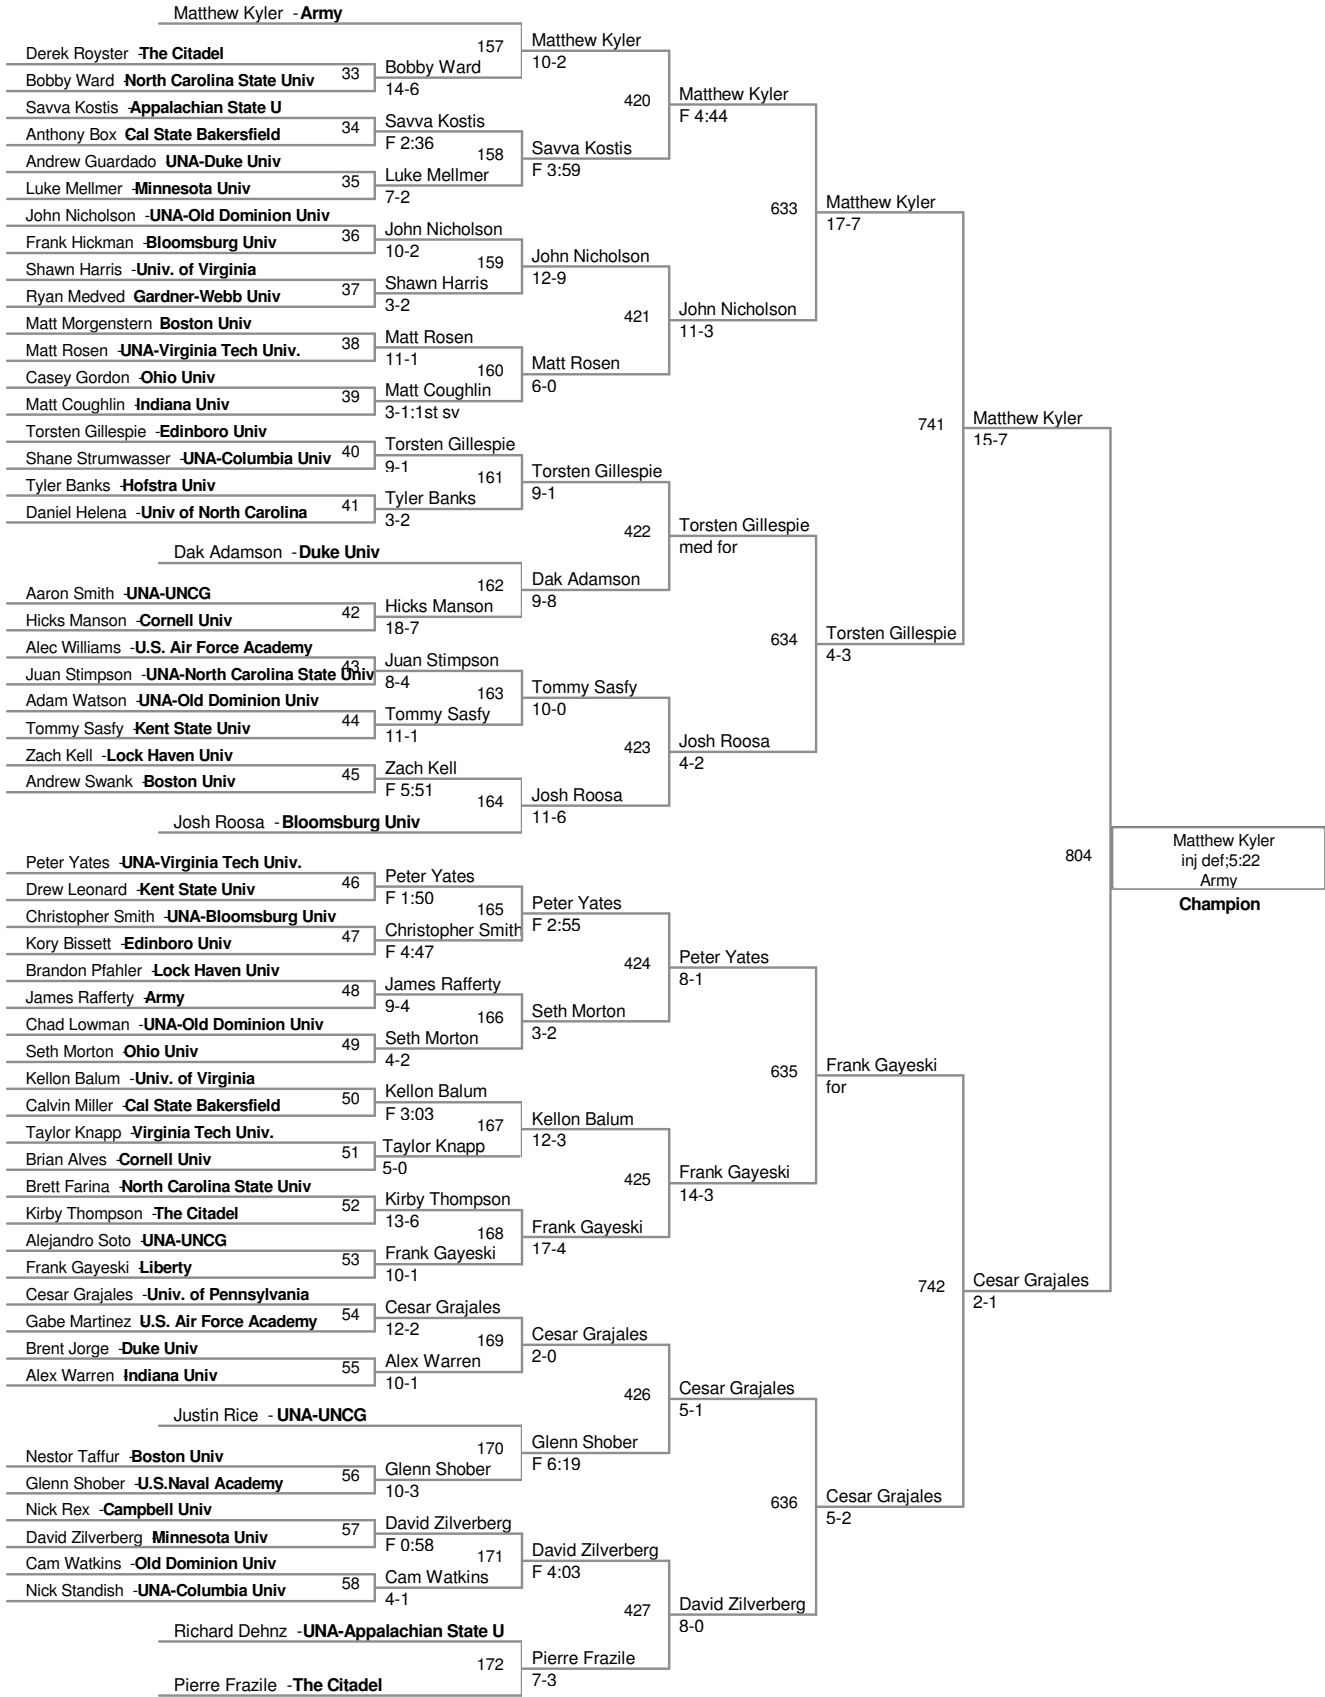 Matthew Kyler - Army
157
Matthew Kyler
10-2
Derek Royster -The Citadel
33
Bobby Ward
14-6
Bobby Ward -North Carolina State Univ
420
Matthew Kyler
F 4:44
Savva Kostis -Appalachian State U
34
Savva Kostis
F 2:36
Anthony Box Cal State Bakersfield
158
Savva Kostis
F 3:59
Andrew Guardado UNA-Duke Univ
35
Luke Mellmer
7-2
Luke Mellmer -Minnesota Univ
633
Matthew Kyler
17-7
John Nicholson -UNA-Old Dominion Univ
36
John Nicholson
10-2
Frank Hickman -Bloomsburg Univ
159
John Nicholson
12-9
Shawn Harris -Univ. of Virginia
37
Shawn Harris
3-2
Ryan Medved Gardner-Webb Univ
421
John Nicholson
11-3
Matt Morgenstern Boston Univ
38
Matt Rosen
11-1
Matt Rosen -UNA-Virginia Tech Univ.
160
Matt Rosen
6-0
Casey Gordon -Ohio Univ
39
Matt Coughlin
3-1;1st sv
Matt Coughlin -Indiana Univ
741
Matthew Kyler
15-7
Torsten Gillespie -Edinboro Univ
40
Torsten Gillespie
9-1
Shane Strumwasser -UNA-Columbia Univ
161
Torsten Gillespie
9-1
Tyler Banks -Hofstra Univ
41
Tyler Banks
3-2
Daniel Helena -Univ of North Carolina
422
Torsten Gillespie
med for
Dak Adamson - Duke Univ
162
Dak Adamson
9-8
Aaron Smith -UNA-UNCG
42
Hicks Manson
18-7
Hicks Manson -Cornell Univ
634
Torsten Gillespie
4-3
Alec Williams -U.S. Air Force Academy
43
Juan Stimpson
8-4
Juan Stimpson -UNA-North Carolina State Univ
163
Tommy Sasfy
10-0
Adam Watson -UNA-Old Dominion Univ
44
Tommy Sasfy
11-1
Tommy Sasfy -Kent State Univ
423
Josh Roosa
4-2
Zach Kell -Lock Haven Univ
45
Zach Kell
F 5:51
Andrew Swank -Boston Univ
164
Josh Roosa
11-6
Josh Roosa - Bloomsburg Univ
804
Matthew Kyler
inj def;5:22
Army
Champion
Peter Yates -UNA-Virginia Tech Univ.
46
Peter Yates
F 1:50
Drew Leonard -Kent State Univ
165
Peter Yates
F 2:55
Christopher Smith -UNA-Bloomsburg Univ
47
Christopher Smith
F 4:47
Kory Bissett -Edinboro Univ
424
Peter Yates
8-1
Brandon Pfahler -Lock Haven Univ
48
James Rafferty
9-4
James Rafferty -Army
166
Seth Morton
3-2
Chad Lowman -UNA-Old Dominion Univ
49
Seth Morton
4-2
Seth Morton -Ohio Univ
635
Frank Gayeski
for
Kellon Balum -Univ. of Virginia
50
Kellon Balum
F 3:03
Calvin Miller -Cal State Bakersfield
167
Kellon Balum
12-3
Taylor Knapp -Virginia Tech Univ.
51
Taylor Knapp
5-0
Brian Alves -Cornell Univ
425
Frank Gayeski
14-3
Brett Farina -North Carolina State Univ
52
Kirby Thompson
13-6
Kirby Thompson -The Citadel
168
Frank Gayeski
17-4
Alejandro Soto -UNA-UNCG
53
Frank Gayeski
10-1
Frank Gayeski -Liberty
742
Cesar Grajales
2-1
Cesar Grajales -Univ. of Pennsylvania
54
Cesar Grajales
12-2
Gabe Martinez U.S. Air Force Academy
169
Cesar Grajales
2-0
Brent Jorge -Duke Univ
55
Alex Warren
10-1
Alex Warren Indiana Univ
426
Cesar Grajales
5-1
Justin Rice - UNA-UNCG
170
Glenn Shober
F 6:19
Nestor Taffur -Boston Univ
56
Glenn Shober
10-3
Glenn Shober -U.S.Naval Academy
636
Cesar Grajales
5-2
Nick Rex -Campbell Univ
57
David Zilverberg
F 0:58
David Zilverberg Minnesota Univ
171
David Zilverberg
F 4:03
Cam Watkins -Old Dominion Univ
58
Cam Watkins
4-1
Nick Standish -UNA-Columbia Univ
427
David Zilverberg
8-0
Richard Dehnz -UNA-Appalachian State U
172
Pierre Frazile
7-3
Pierre Frazile -The Citadel